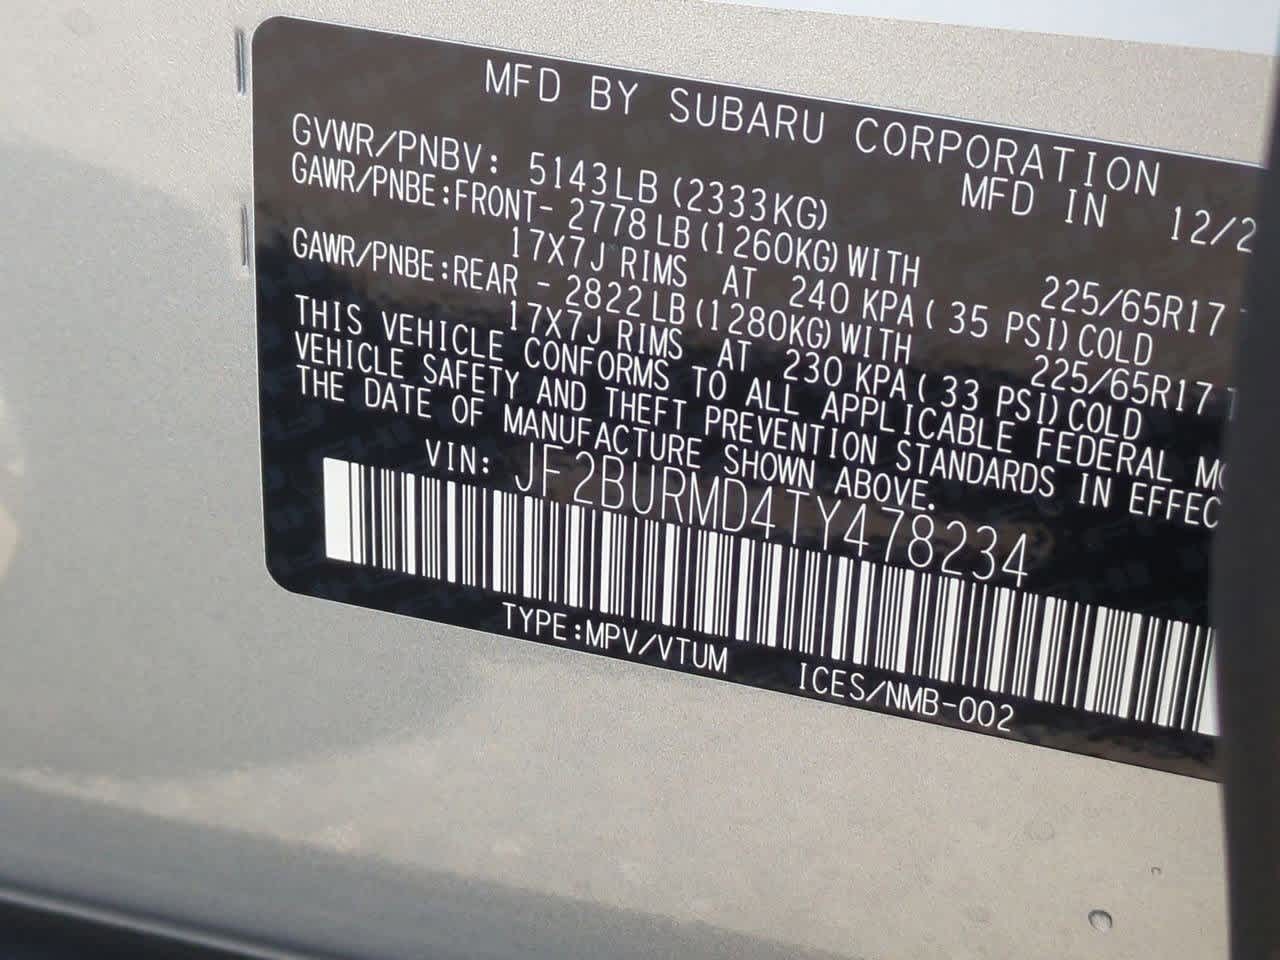 MFD BY SUBARU CORPORATION
MFD IN 12/2
GVWR/PNBV: 5143LB (2333KG)
GAWR/PNBE:FRONT- 2778LB(1260KG)WITH 225/65R17
17X7J RIMS AT 240 KPA( 35 PSI)COLD
GAWR/PNBE:REAR - 2822LB(1280KG)WITH 225/65R17
17X7J RIMS AT 230 KPA( 33 PSI)COLD
THIS VEHICLE CONFORMS TO ALL APPLICABLE FEDERAL
VEHICLE SAFETY AND THEFT PREVENTION STANDARDS IN EFFEC
THE DATE OF MANUFACTURE SHOWN ABOVE.
VIN: JF2BURMD4TY478234
TYPE:MPV/VTUM ICES/NMB-002